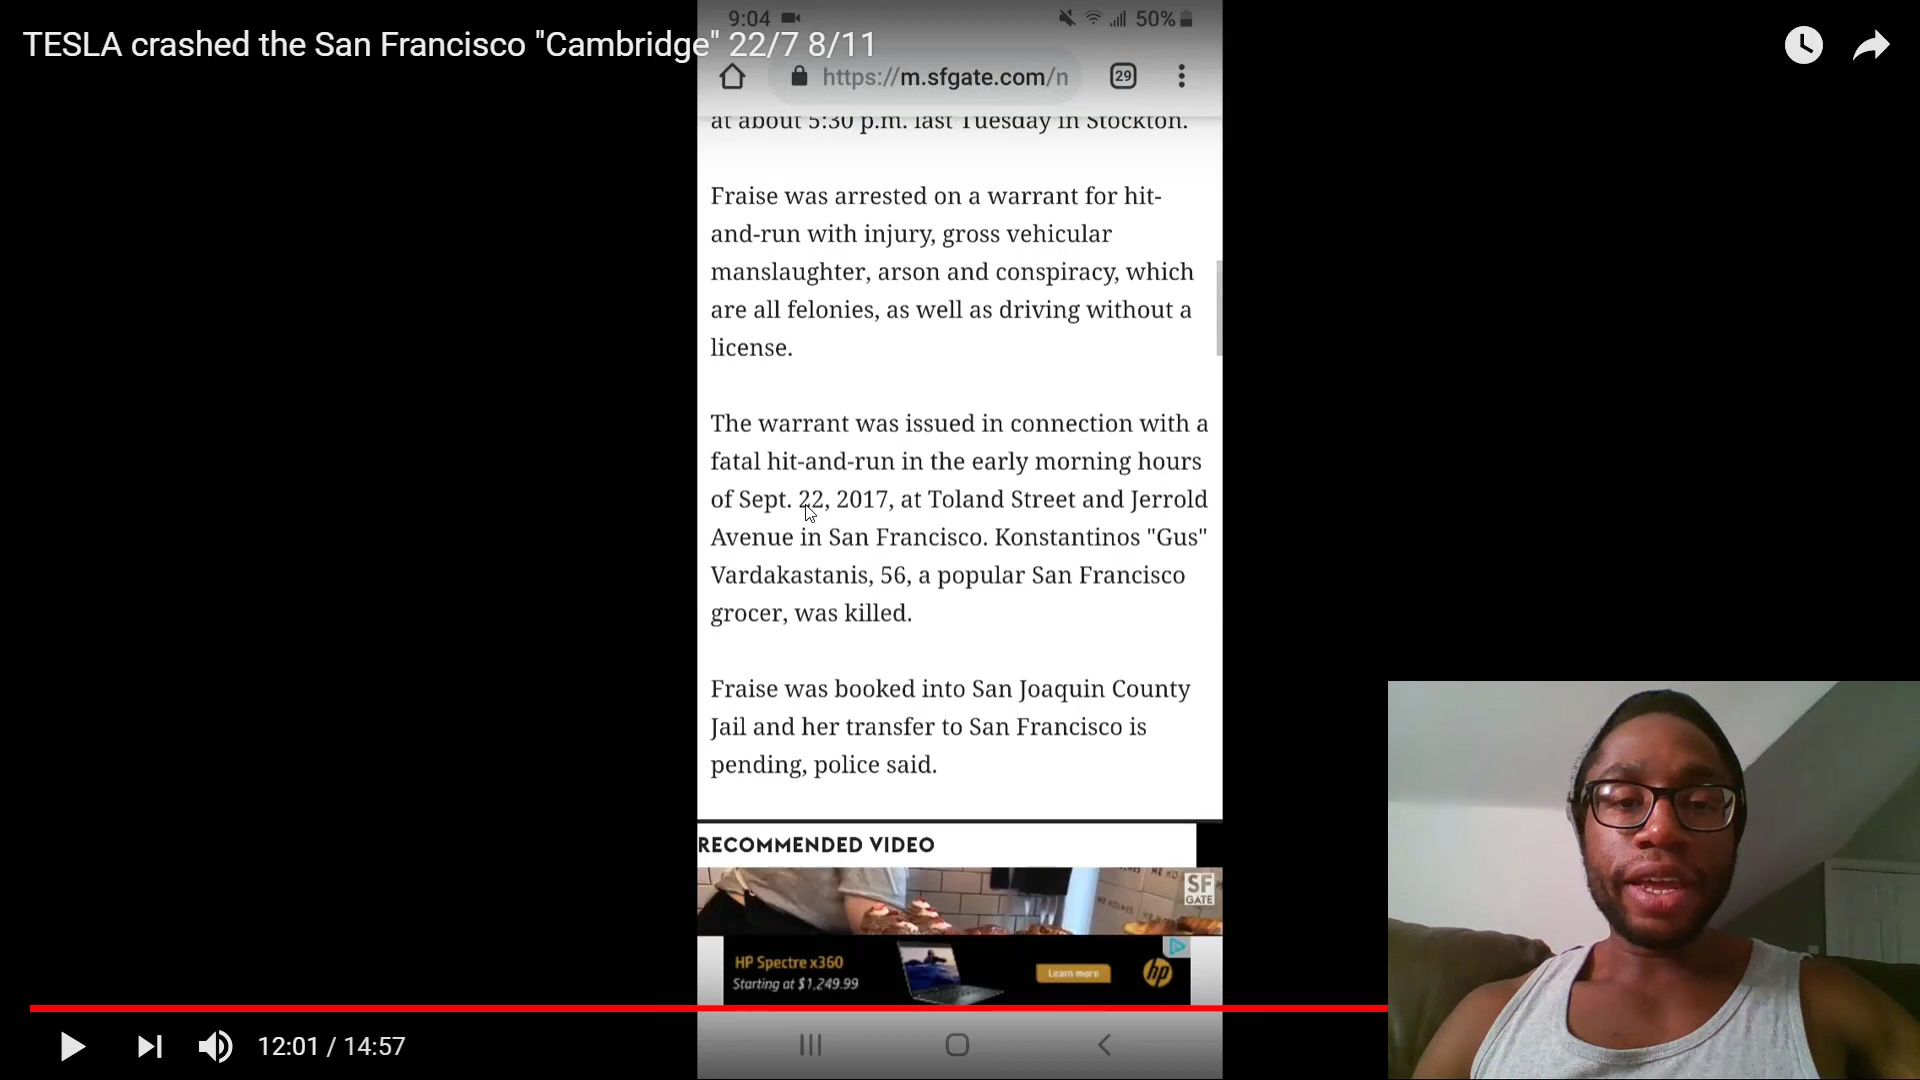 9:04
50%
TESLA crashed the San Francisco "Cambridge" 22/7 8/11
https://m.sfgate.com/n
29
at about 5:30 p.m. last Tuesday in Stockton.
Fraise was arrested on a warrant for hit-
and-run with injury, gross vehicular
manslaughter, arson and conspiracy, which
are all felonies, as well as driving without a
license.
The warrant was issued in connection with a
fatal hit-and-run in the early morning hours
of Sept. 22, 2017, at Toland Street and Jerrold
Avenue in San Francisco. Konstantinos "Gus"
Vardakastanis, 56, a popular San Francisco
grocer, was killed.
Fraise was booked into San Joaquin County
Jail and her transfer to San Francisco is
pending, police said.
RECOMMENDED VIDEO
SF
GATE
HP Spectre x360
Starting at $1,249.99
Learn more
hp
12:01 / 14:57